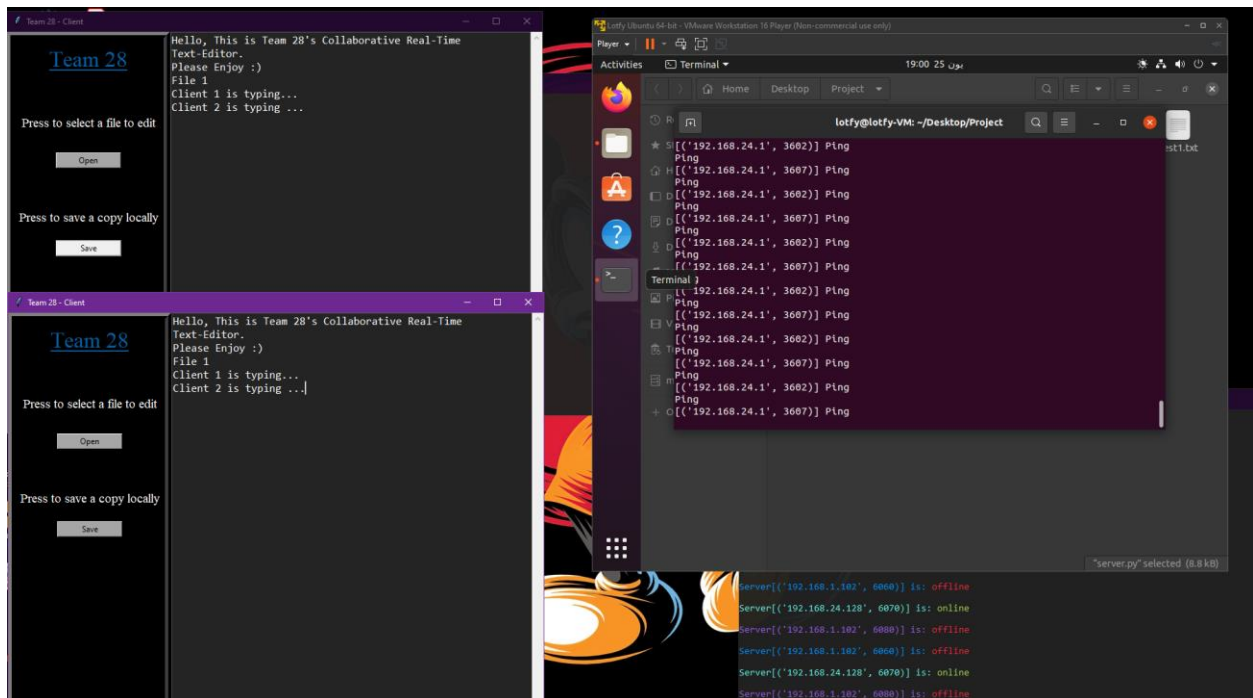 Team 28 - Client
Team 28
Press to select a file to edit
Open
Press to save a copy locally
Save
Hello, This is Team 28's Collaborative Real-Time
Text-Editor.
Please Enjoy :)
File 1
Client 1 is typing...
Client 2 is typing ...
Team 28 - Client
Team 28
Press to select a file to edit
Open
Press to save a copy locally
Save
Hello, This is Team 28's Collaborative Real-Time
Text-Editor.
Please Enjoy :)
File 1
Client 1 is typing...
Client 2 is typing ...
Lotfy Ubuntu 64-bit - VMware Workstation 16 Player (Non-commercial use only)
Player
Activities Terminal 19:00 25 يون
Home Desktop Project
lotfy@lotfy-VM: ~/Desktop/Project
est1.txt
[('192.168.24.1', 3602)] Ping
Ping
[('192.168.24.1', 3607)] Ping
Ping
[('192.168.24.1', 3602)] Ping
Ping
[('192.168.24.1', 3607)] Ping
Ping
[('192.168.24.1', 3602)] Ping
Ping
[('192.168.24.1', 3607)] Ping
Terminal
[('192.168.24.1', 3602)] Ping
Ping
[('192.168.24.1', 3607)] Ping
Ping
[('192.168.24.1', 3602)] Ping
Ping
[('192.168.24.1', 3607)] Ping
Ping
[('192.168.24.1', 3602)] Ping
Ping
[('192.168.24.1', 3607)] Ping
"server.py" selected (8.8 kB)
Server[('192.168.1.102', 6060)] is: offline
Server[('192.168.24.128', 6070)] is: online
Server[('192.168.1.102', 6080)] is: offline
Server[('192.168.1.102', 6060)] is: offline
Server[('192.168.24.128', 6070)] is: online
Server[('192.168.1.102', 6080)] is: offline